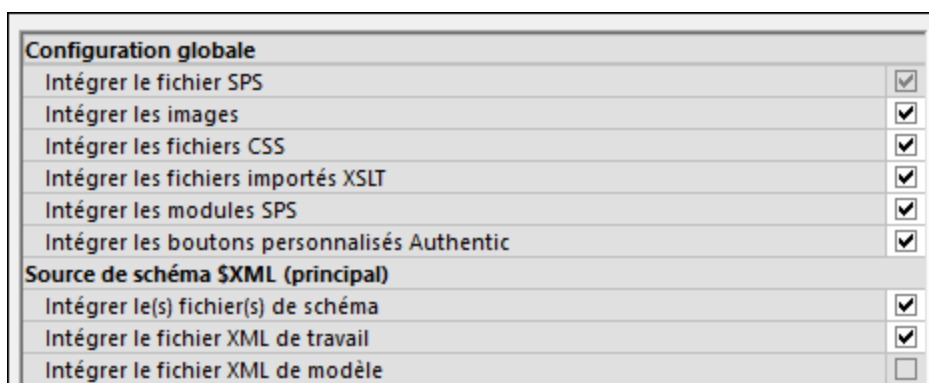 Configuration globale
Intégrer le fichier SPS
Intégrer les images
Intégrer les fichiers CSS
Intégrer les fichiers importés XSLT
Intégrer les modules SPS
Intégrer les boutons personnalisés Authentic
Source de schéma $XML (principal)
Intégrer le(s) fichier(s) de schéma
Intégrer le fichier XML de travail
Intégrer le fichier XML de modèle